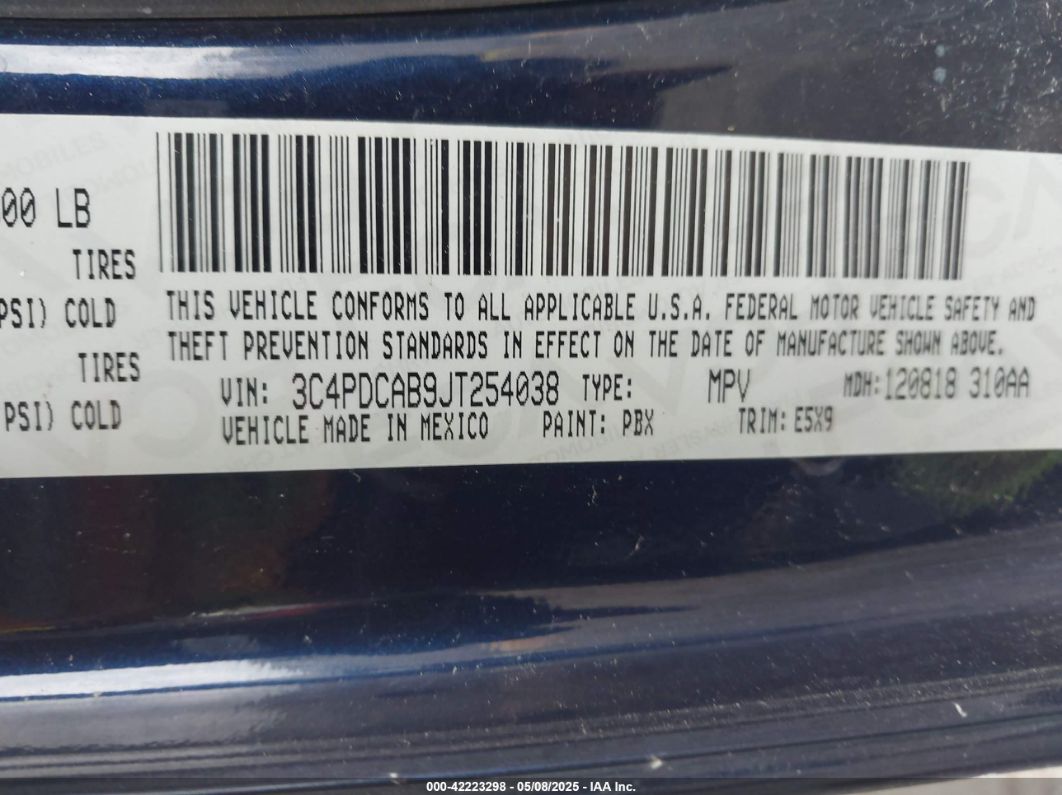 00 LB
TIRES
PSI) COLD
TIRES
PSI) COLD
THIS VEHICLE CONFORMS TO ALL APPLICABLE U.S.A. FEDERAL MOTOR VEHICLE SAFETY AND
THEFT PREVENTION STANDARDS IN EFFECT ON THE DATE OF MANUFACTURE SHOWN ABOVE.
VIN: 3C4PDCAB9JT254038 TYPE: MPV MDH:120818 310AA
VEHICLE MADE IN MEXICO PAINT: PBX TRIM: E5X9
000-42223298 - 05/08/2025 - IAA Inc.